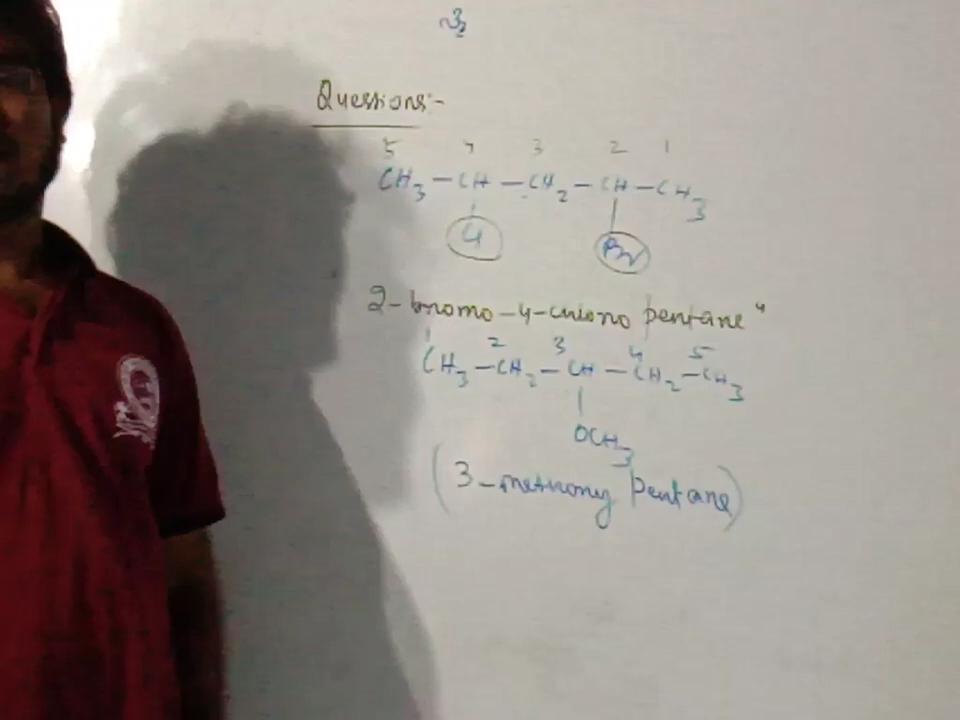 Questions:-
5 4 3 2 1
CH3 - CH - CH2 - CH - CH3
Cl Br
2-bromo-4-chloro pentane"
1 2 3 4 5
CH3 - CH2 - CH - CH2 - CH3
OCH3
(3-methoxy Pentane)